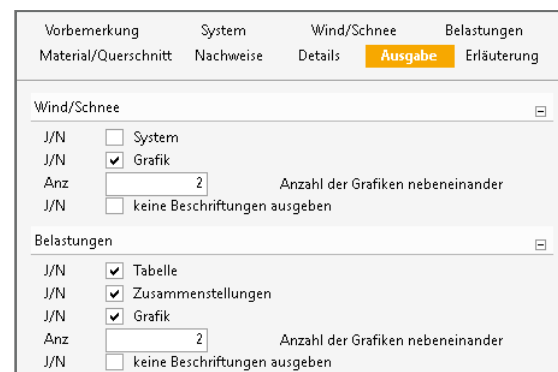 Vorbemerkung System Wind/Schnee Belastungen
Material/Querschnitt Nachweise Details Ausgabe Erläuterung
Wind/Schnee
J/N System
J/N Grafik
Anz 2 Anzahl der Grafiken nebeneinander
J/N keine Beschriftungen ausgeben
Belastungen
J/N Tabelle
J/N Zusammenstellungen
J/N Grafik
Anz 2 Anzahl der Grafiken nebeneinander
J/N keine Beschriftungen ausgeben